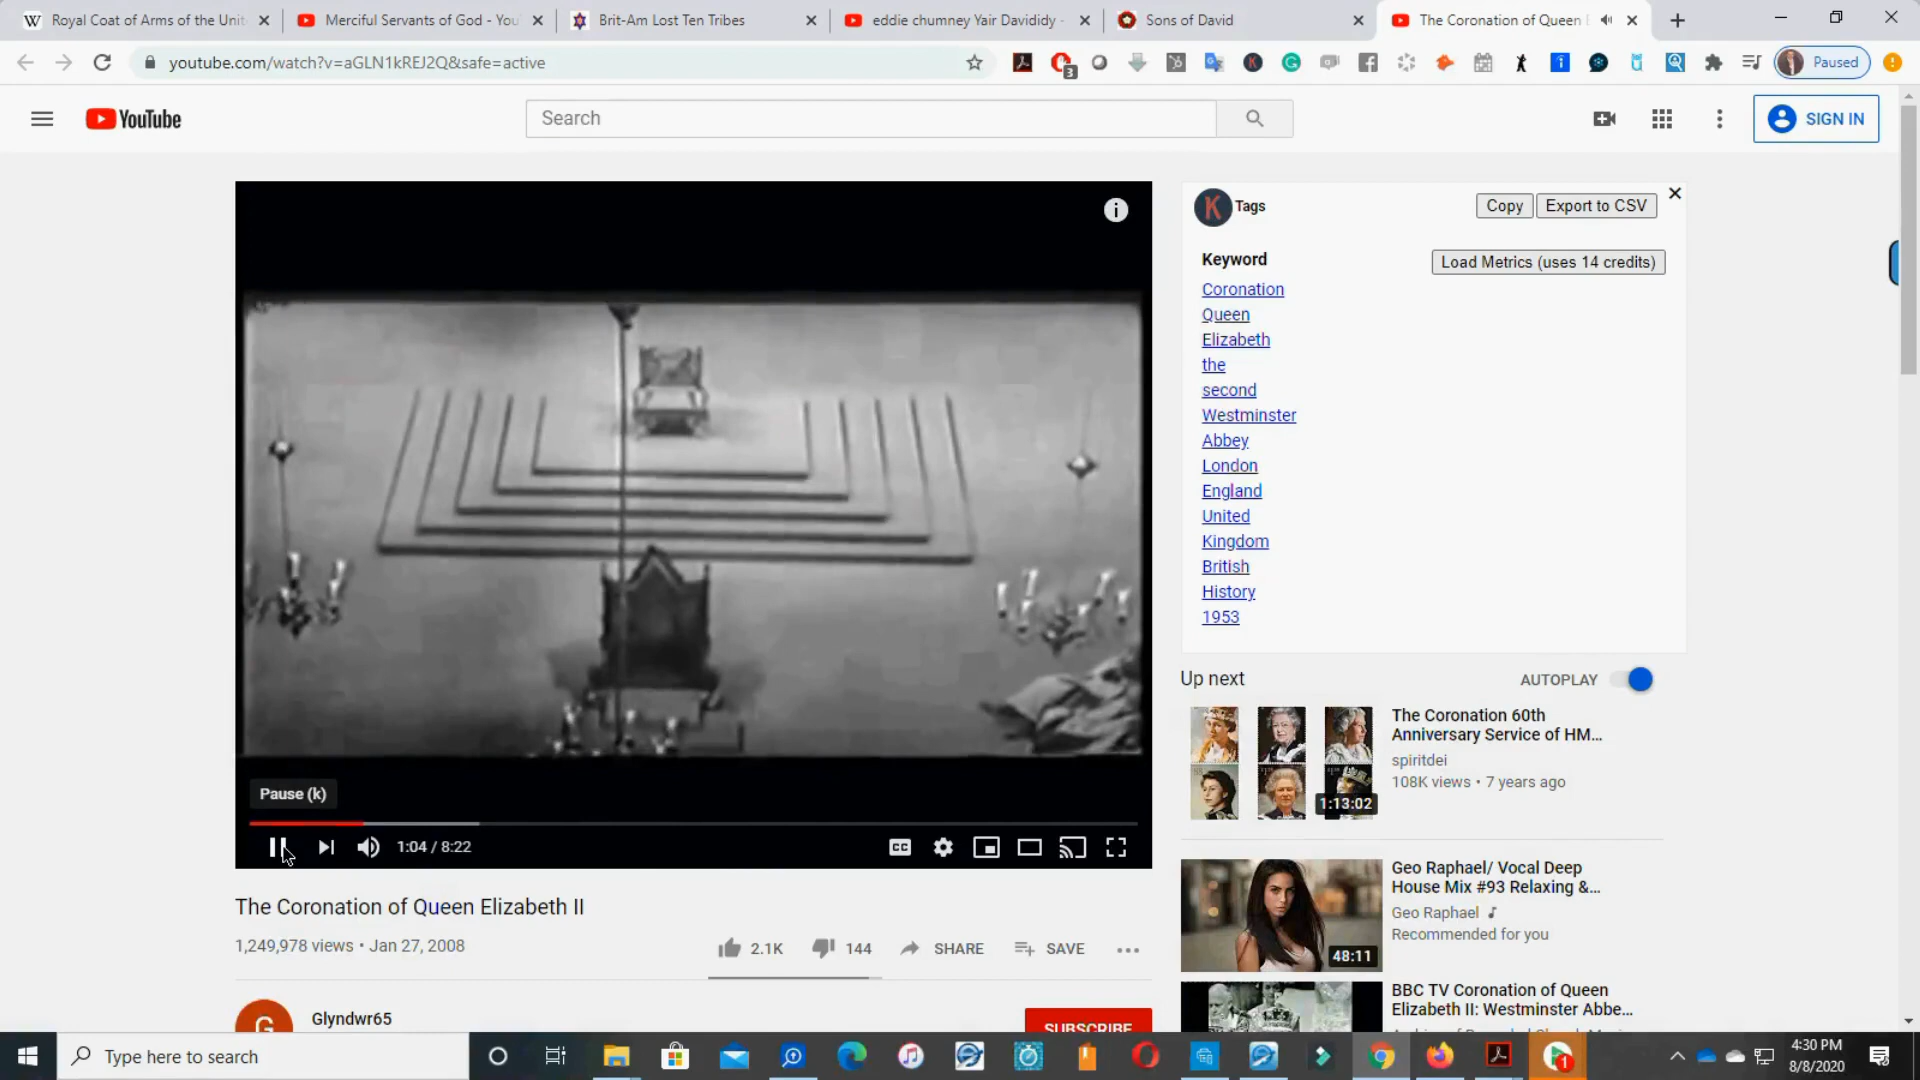 Royal Coat of Arms of the Unit
Merciful Servants of God - You
Brit-Am Lost Ten Tribes
eddie chumney Yair Davididy -
Sons of David
The Coronation of Queen E
youtube.com/watch?v=aGLN1kREJ2Q&safe=active
3
Paused
YouTube
Search
SIGN IN
K Tags
Copy
Export to CSV
Keyword
Load Metrics (uses 14 credits)
Coronation
Queen
Elizabeth
the
second
Westminster
Abbey
London
England
United
Kingdom
British
History
1953
Up next
AUTOPLAY
The Coronation 60th
Anniversary Service of HM...
spiritdei
108K views • 7 years ago
1:13:02
Pause (k)
1:04 / 8:22
CC
Geo Raphael/ Vocal Deep
House Mix #93 Relaxing &...
Geo Raphael
Recommended for you
48:11
The Coronation of Queen Elizabeth II
1,249,978 views • Jan 27, 2008
2.1K
144
SHARE
SAVE
BBC TV Coronation of Queen
Elizabeth II: Westminster Abbe...
G
Glyndwr65
SUBSCRIBE
Type here to search
1
4:30 PM
8/8/2020